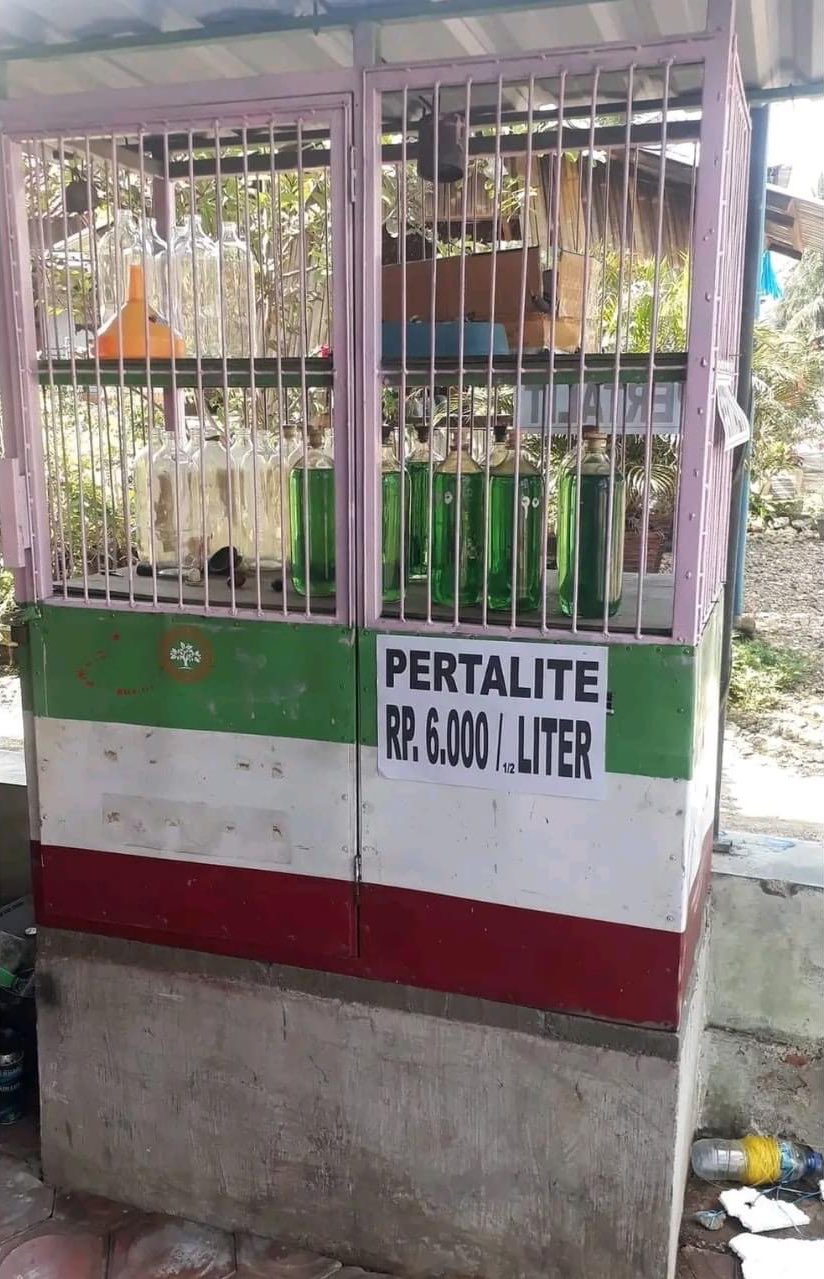 PERTALITE
RP. 6.000 / 1/2 LITER